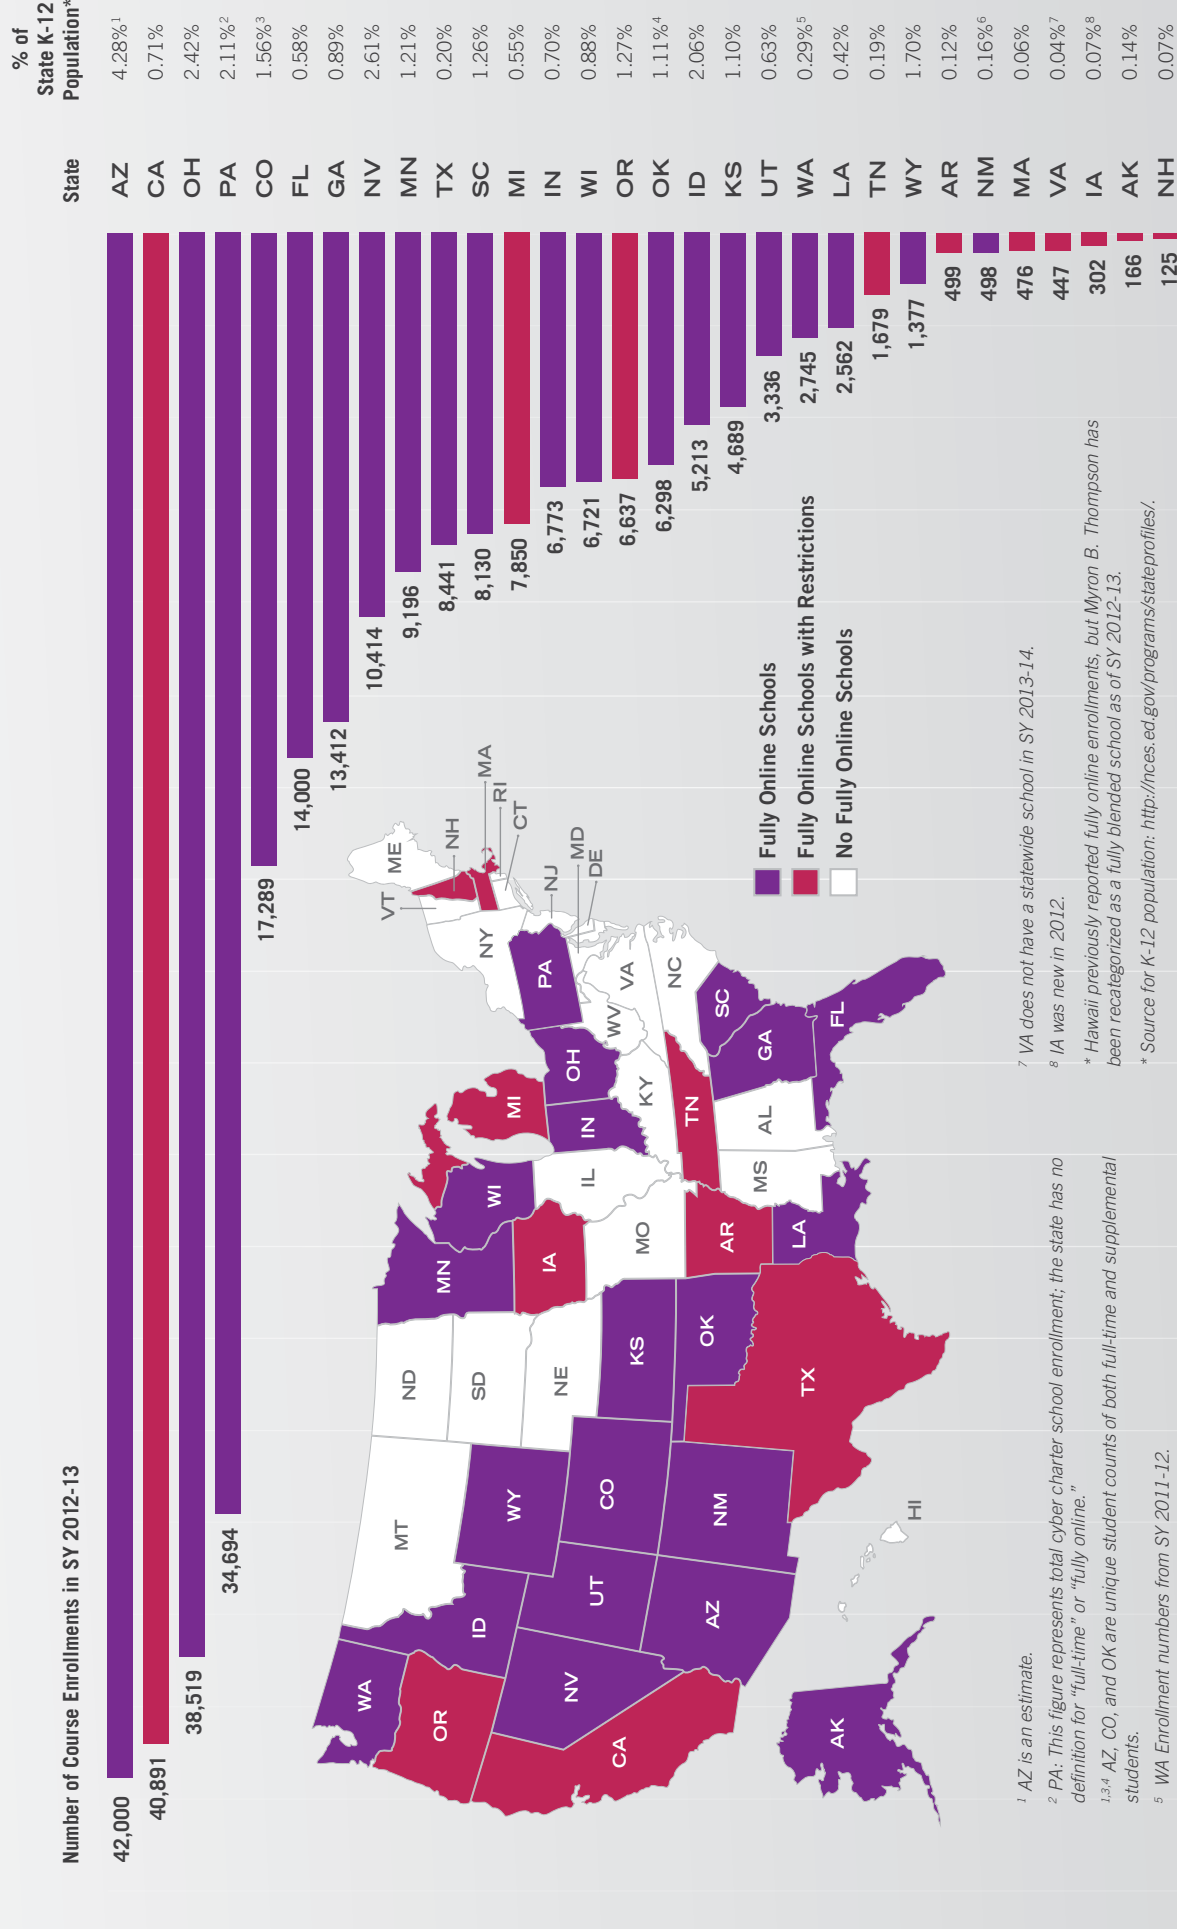 Number of Course Enrollments in SY 2012-13
State
% of
State K-12
Population*
42,000 AZ 4.28%¹
40,891 CA 0.71%
38,519 OH 2.42%
34,694 PA 2.11%²
17,289 CO 1.56%³
14,000 FL 0.58%
13,412 GA 0.89%
10,414 NV 2.61%
9,196 MN 1.21%
8,441 TX 0.20%
8,130 SC 1.26%
7,850 MI 0.55%
6,773 IN 0.70%
6,721 WI 0.88%
6,637 OR 1.27%
6,298 OK 1.11%⁴
5,213 ID 2.06%
4,689 KS 1.10%
3,336 UT 0.63%
2,745 WA 0.29%⁵
2,562 LA 0.42%
1,679 TN 0.19%
1,377 WY 1.70%
499 AR 0.12%
498 NM 0.16%⁶
476 MA 0.06%
447 VA 0.04%⁷
302 IA 0.07%⁸
166 AK 0.14%
125 NH 0.07%
WA
OR
CA
ID
NV
AZ
UT
MT
WY
CO
NM
ND
SD
NE
KS
OK
TX
MN
IA
MO
AR
LA
WI
IL
MS
MI
IN
KY
TN
AL
OH
WV
GA
FL
SC
NC
VA
PA
NY
VT
ME
NH
MA
RI
CT
NJ
MD
DE
AK
HI
Fully Online Schools
Fully Online Schools with Restrictions
No Fully Online Schools
¹ AZ is an estimate.
² PA: This figure represents total cyber charter school enrollment; the state has no
definition for “full-time” or “fully online.”
¹,³,⁴ AZ, CO, and OK are unique student counts of both full-time and supplemental
students.
⁵ WA Enrollment numbers from SY 2011-12.
⁷ VA does not have a statewide school in SY 2013-14.
⁸ IA was new in 2012.
* Hawaii previously reported fully online enrollments, but Myron B. Thompson has
been recategorized as a fully blended school as of SY 2012-13.
* Source for K-12 population: http://nces.ed.gov/programs/stateprofiles/.